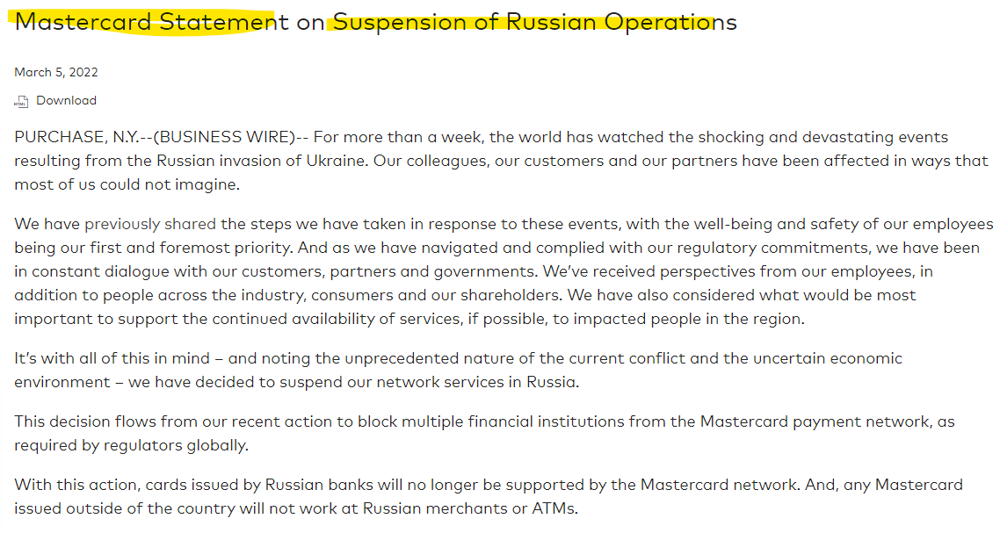 Mastercard Statement on Suspension of Russian Operations
March 5, 2022
HTML Download
PURCHASE, N.Y.--(BUSINESS WIRE)-- For more than a week, the world has watched the shocking and devastating events
resulting from the Russian invasion of Ukraine. Our colleagues, our customers and our partners have been affected in ways that
most of us could not imagine.
We have previously shared the steps we have taken in response to these events, with the well-being and safety of our employees
being our first and foremost priority. And as we have navigated and complied with our regulatory commitments, we have been
in constant dialogue with our customers, partners and governments. We’ve received perspectives from our employees, in
addition to people across the industry, consumers and our shareholders. We have also considered what would be most
important to support the continued availability of services, if possible, to impacted people in the region.
It’s with all of this in mind – and noting the unprecedented nature of the current conflict and the uncertain economic
environment – we have decided to suspend our network services in Russia.
This decision flows from our recent action to block multiple financial institutions from the Mastercard payment network, as
required by regulators globally.
With this action, cards issued by Russian banks will no longer be supported by the Mastercard network. And, any Mastercard
issued outside of the country will not work at Russian merchants or ATMs.